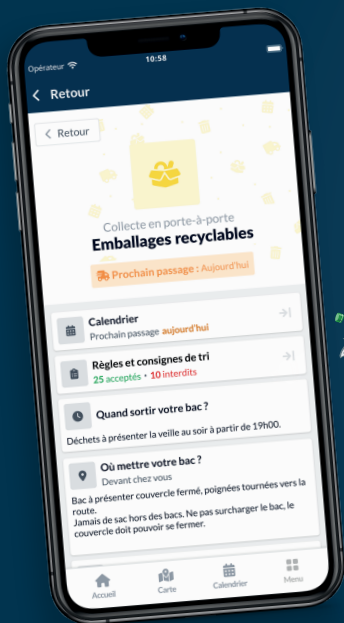 Opérateur
10:58
Retour
Retour
Collecte en porte-à-porte
Emballages recyclables
Prochain passage : Aujourd'hui
Calendrier
Prochain passage aujourd'hui
Règles et consignes de tri
25 acceptés • 10 interdits
Quand sortir votre bac ?
Déchets à présenter la veille au soir à partir de 19h00.
Où mettre votre bac ?
Devant chez vous
Bac à présenter couvercle fermé, poignées tournées vers la
route.
Jamais de sac hors des bacs. Ne pas surcharger le bac, le
couvercle doit pouvoir se fermer.
Accueil
Carte
Calendrier
Menu